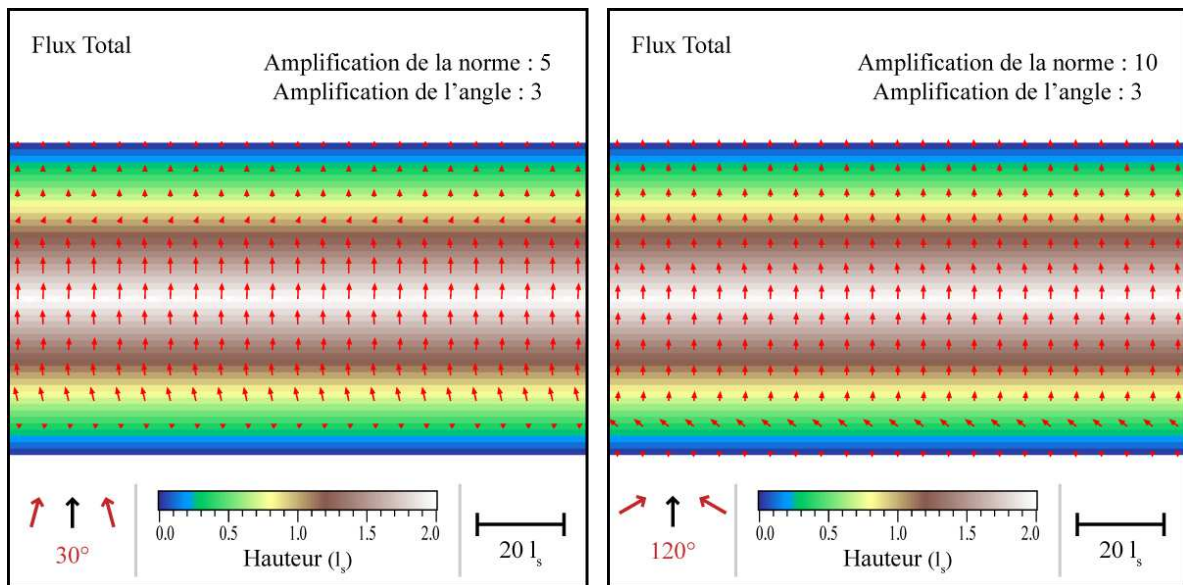 Flux Total
Amplification de la norme : 5
Amplification de l'angle : 3
30°
0.0 0.5 1.0 1.5 2.0
Hauteur (l_s)
20 l_s
Flux Total
Amplification de la norme : 10
Amplification de l'angle : 3
120°
0.0 0.5 1.0 1.5 2.0
Hauteur (l_s)
20 l_s